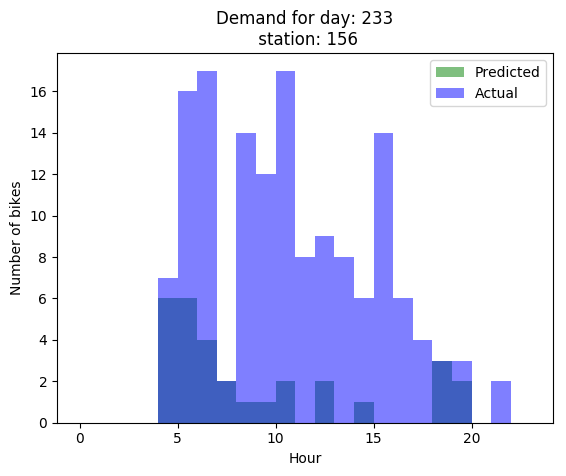 Demand for day: 233
station: 156
Predicted
Actual
Number of bikes
16
14
12
10
8
6
4
2
0
0 5 10 15 20
Hour